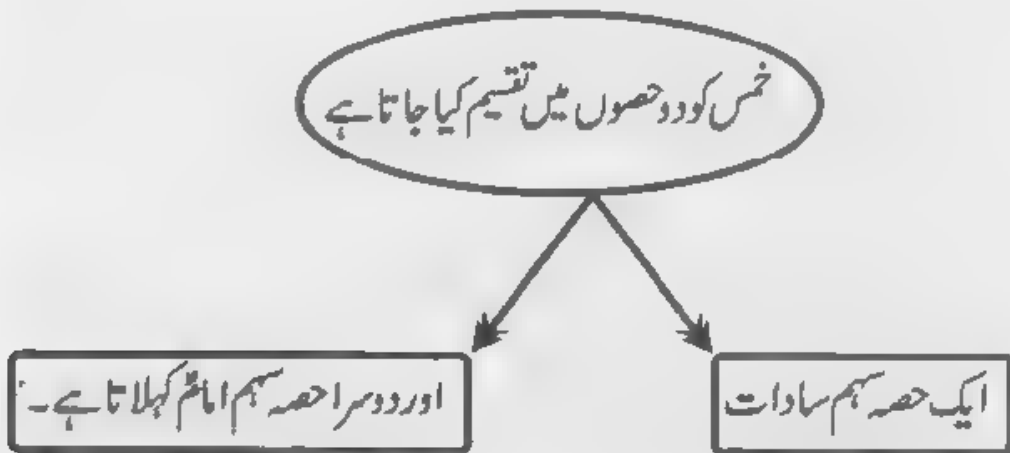 خمس کو دو حصوں میں تقسیم کیا جاتا ہے
ایک حصہ سہم سادات
اور دوسرا حصہ سہم امامؑ کہلاتا ہے۔